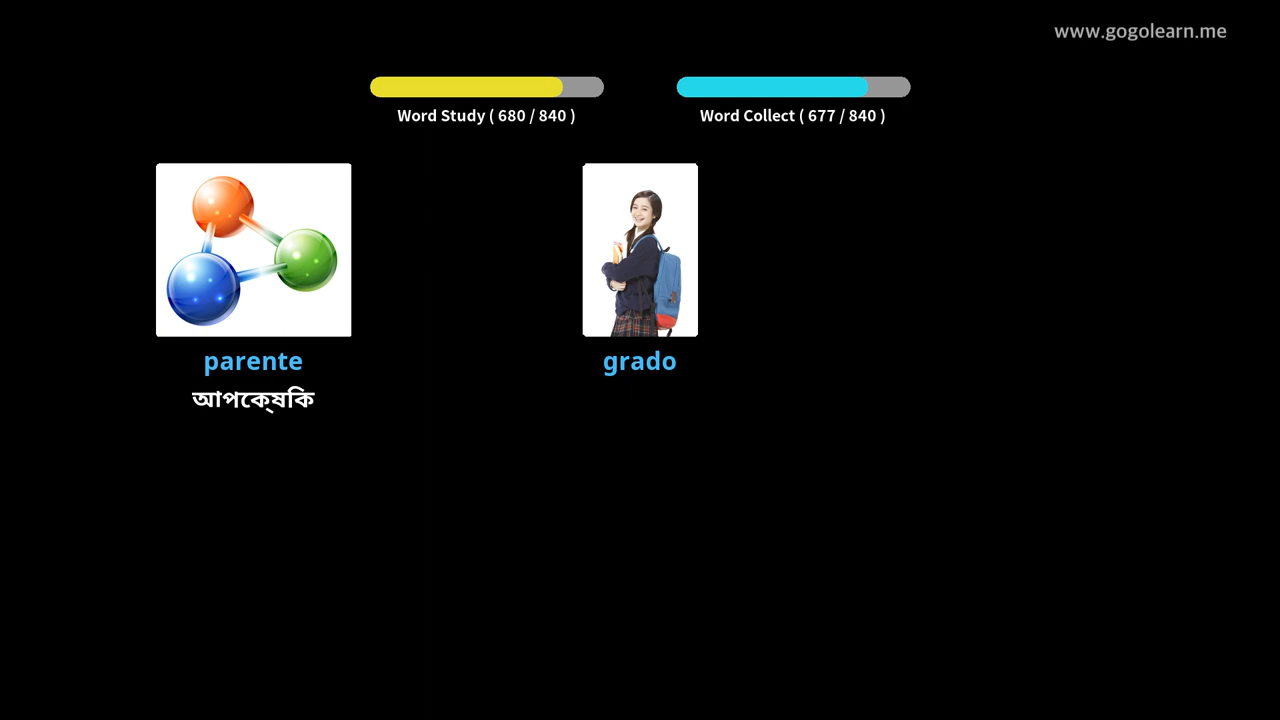 www.gogolearn.me
Word Study ( 680 / 840 )
Word Collect ( 677 / 840 )
parente
grado
আপেক্ষিক